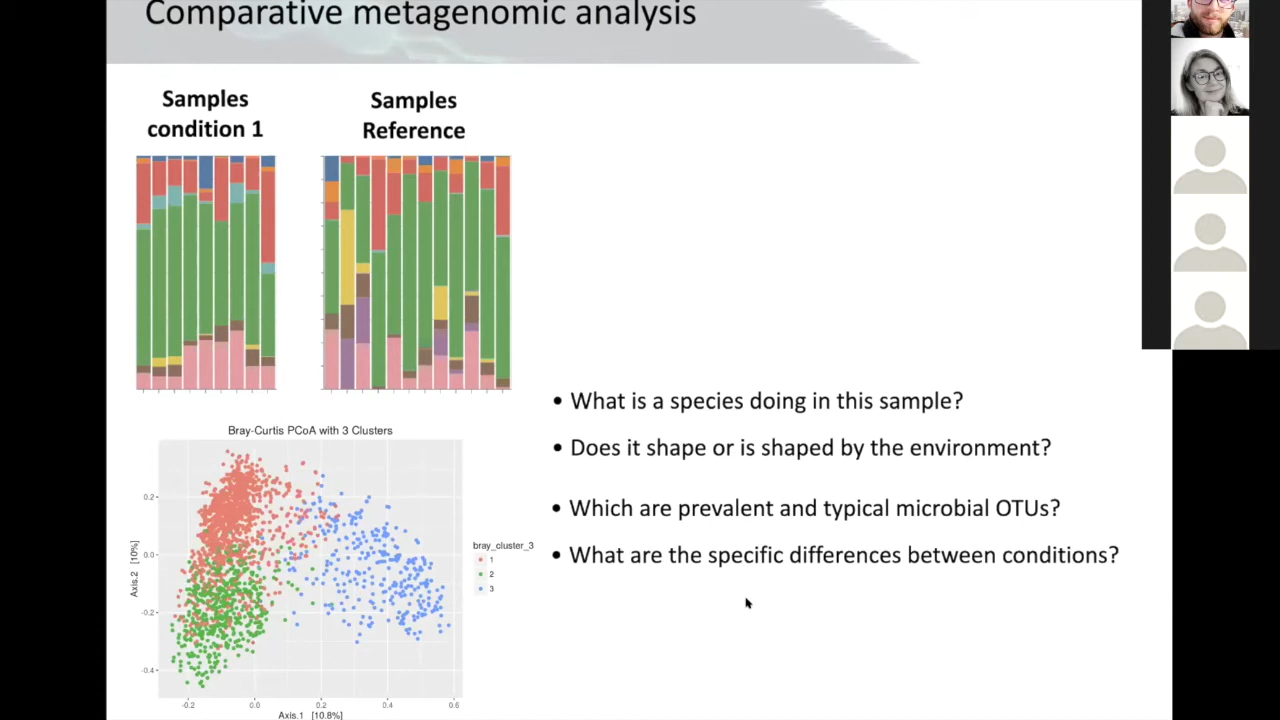 Comparative metagenomic analysis
Samples
condition 1
Samples
Reference
• What is a species doing in this sample?
• Does it shape or is shaped by the environment?
• Which are prevalent and typical microbial OTUs?
• What are the specific differences between conditions?
Bray-Curtis PCoA with 3 Clusters
Axis.2 [10%]
0.2
0.0
-0.2
-0.4
-0.2 0.0 0.2 0.4 0.6
Axis.1 [10.8%]
bray_cluster_3
1
2
3